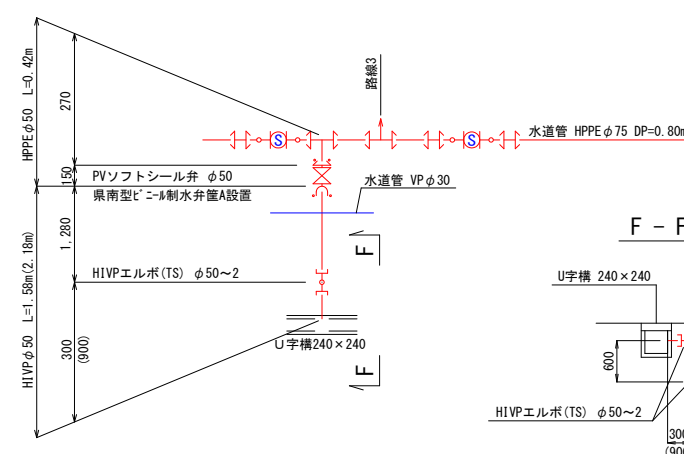 HPPEφ50 L=0.42m
270
150
路線3
S
S
水道管 HPPEφ75 DP=0.80m
PVソフトシール弁 φ50
県南型ビニール制水弁筐A設置
水道管 VPφ30
HIVPφ50 L=1.58m(2.18m)
1,280
F
HIVPエルボ(TS) φ50~2
300
(900)
U字構240×240
F
F - F
U字構 240×240
600
HIVPエルボ(TS) φ50~2
300
(900